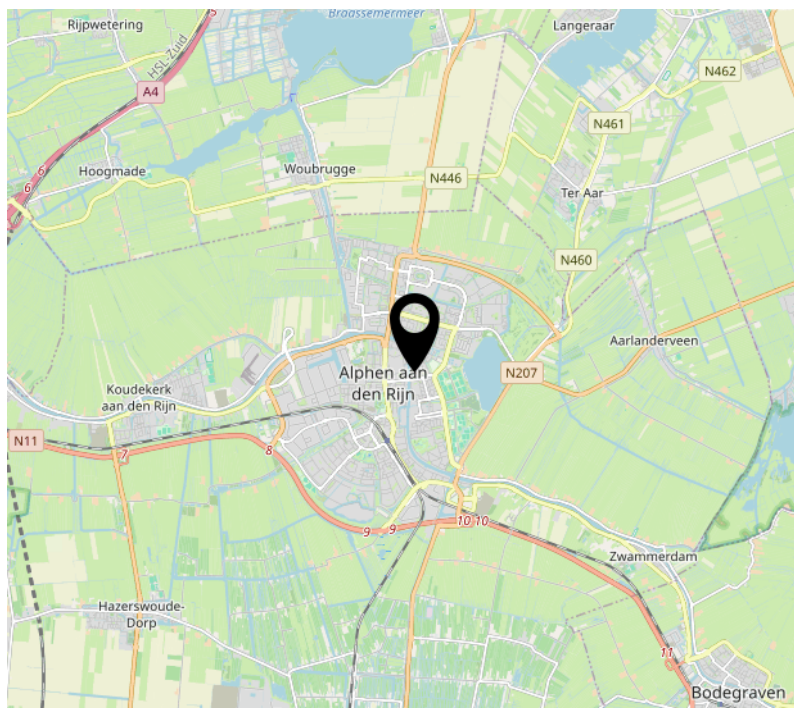 Braassemermeer
Rijpwetering
Langeraar
5
HSL-Zuid
N462
A4
N461
Hoogmade
Woubrugge
N446
6
6
Ter Aar
N460
Aarlanderveen
Alphen aan
den Rijn
N207
Koudekerk
aan den Rijn
N11
7
8
9
9
10
10
Zwammerdam
Hazerswoude-
Dorp
11
Bodegraven